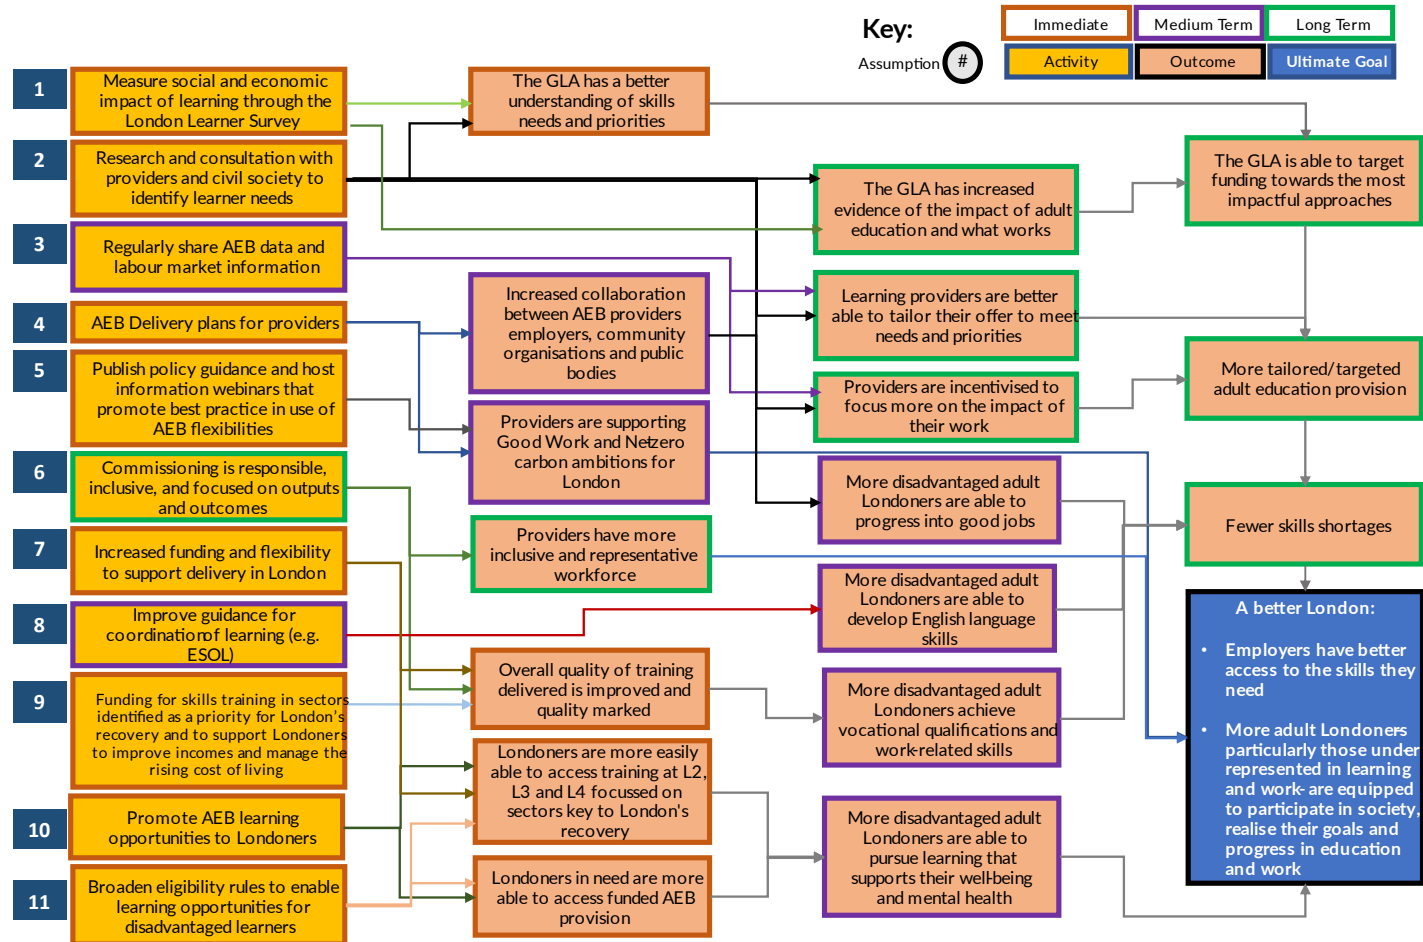 Key:
Immediate
Medium Term
Long Term
Assumption
#
Activity
Outcome
Ultimate Goal
1
Measure social and economic
impact of learning through the
London Learner Survey
2
Research and consultation with
providers and civil society to
identify learner needs
3
Regularly share AEB data and
labour market information
4
AEB Delivery plans for providers
5
Publish policy guidance and host
information webinars that
promote best practice in use of
AEB flexibilities
6
Commissioning is responsible,
inclusive, and focused on outputs
and outcomes
7
Increased funding and flexibility
to support delivery in London
8
Improve guidance for
coordination of learning (e.g.
ESOL)
9
Funding for skills training in sectors
identified as a priority for London's
recovery and to support Londoners
to improve incomes and manage the
rising cost of living
10
Promote AEB learning
opportunities to Londoners
11
Broaden eligibility rules to enable
learning opportunities for
disadvantaged learners
The GLA has a better
understanding of skills
needs and priorities
Increased collaboration
between AEB providers
employers, community
organisations and public
bodies
Providers are supporting
Good Work and Netzero
carbon ambitions for
London
Providers have more
inclusive and representative
workforce
Overall quality of training
delivered is improved and
quality marked
Londoners are more easily
able to access training at L2,
L3 and L4 focussed on
sectors key to London's
recovery
Londoners in need are more
able to access funded AEB
provision
The GLA has increased
evidence of the impact of adult
education and what works
Learning providers are better
able to tailor their offer to meet
needs and priorities
Providers are incentivised to
focus more on the impact of
their work
More disadvantaged adult
Londoners are able to
progress into good jobs
More disadvantaged adult
Londoners are able to
develop English language
skills
More disadvantaged adult
Londoners achieve
vocational qualifications and
work-related skills
More disadvantaged adult
Londoners are able to
pursue learning that
supports their well-being
and mental health
The GLA is able to target
funding towards the most
impactful approaches
More tailored/targeted
adult education provision
Fewer skills shortages
A better London:
• Employers have better
access to the skills they
need
• More adult Londoners
particularly those under
represented in learning
and work- are equipped
to participate in society,
realise their goals and
progress in education
and work